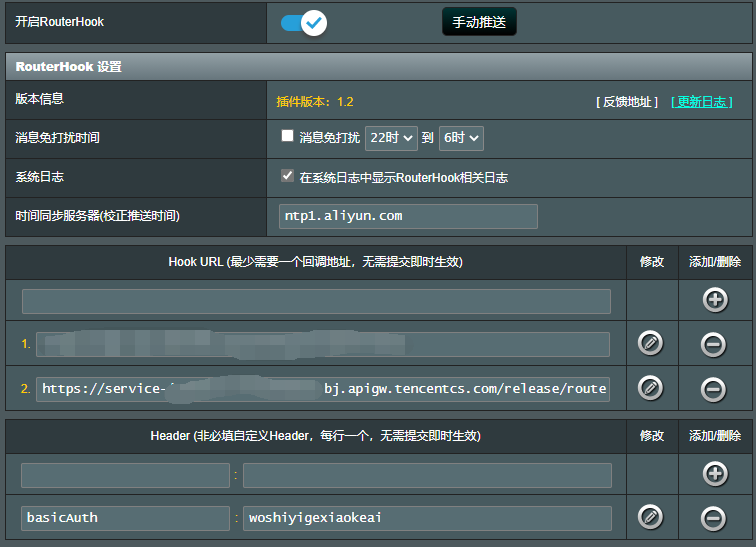 开启RouterHook 手动推送
RouterHook 设置
版本信息 插件版本：1.2 [ 反馈地址 ] [ 更新日志 ]
消息免打扰时间 消息免打扰 22时 到 6时
系统日志 在系统日志中显示RouterHook相关日志
时间同步服务器(校正推送时间) ntp1.aliyun.com
Hook URL (最少需要一个回调地址，无需提交即时生效) 修改 添加/删除
1.
2. https://service- bj.apigw.tencentcs.com/release/route
Header (非必填自定义Header，每行一个，无需提交即时生效) 修改 添加/删除
:
basicAuth : woshiyigexiaokeai